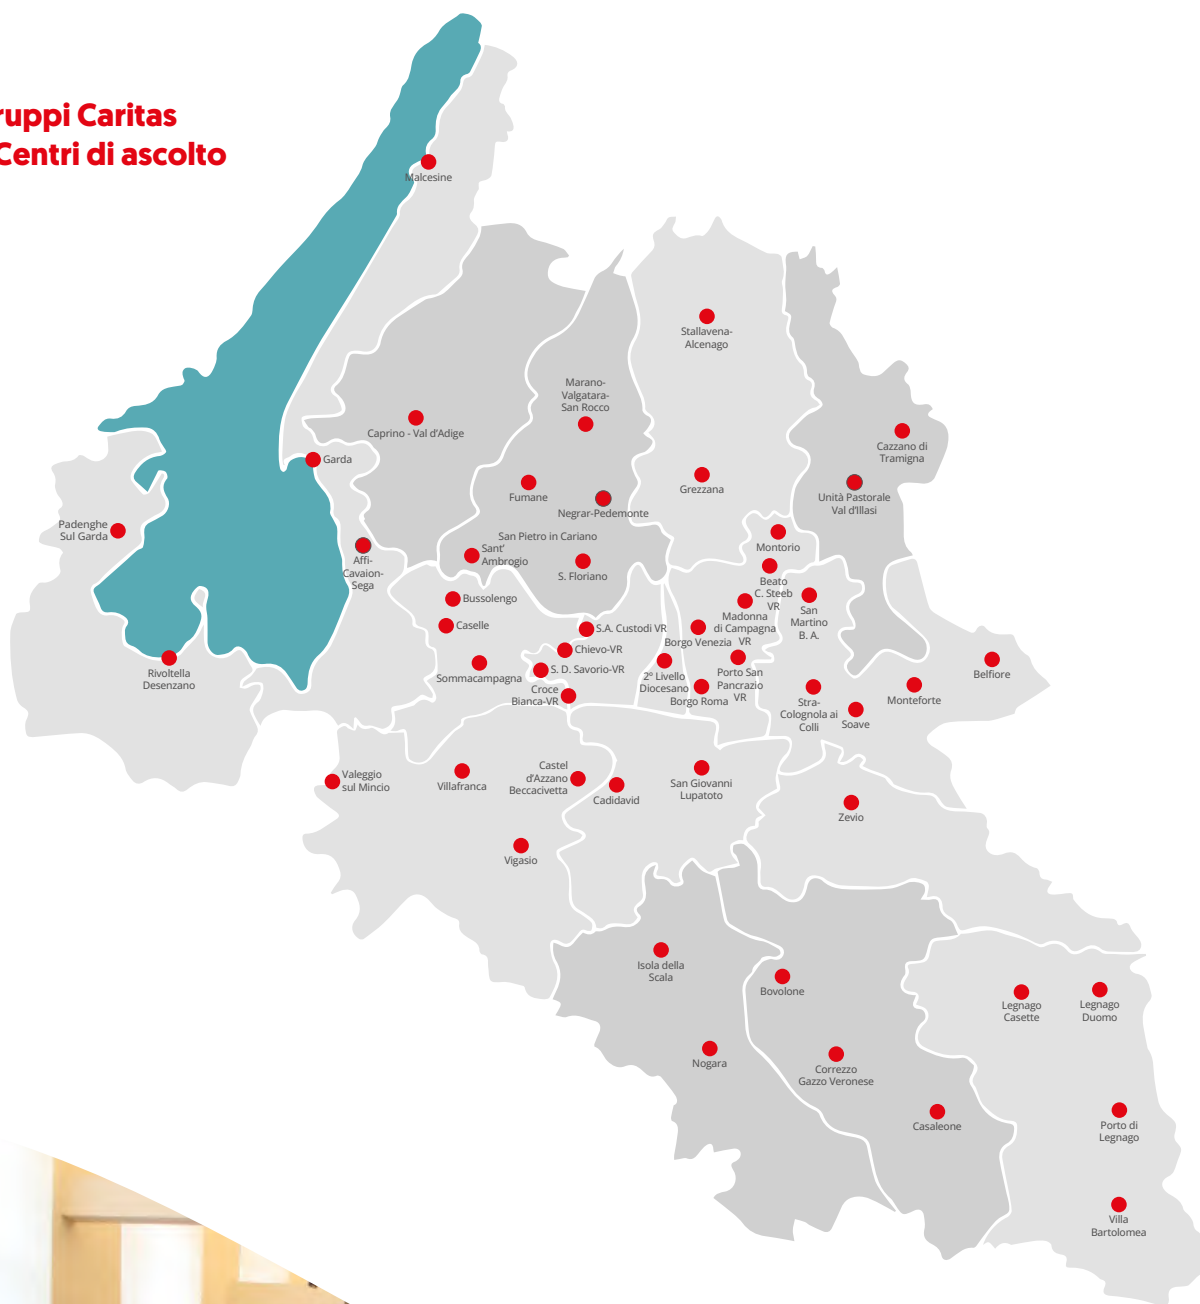 ruppi Caritas
Centri di ascolto
Malcesine
Stallavena-
Alcenago
Marano-
Valgatara-
San Rocco
Caprino - Val d'Adige
Cazzano di
Tramigna
Garda
Grezzana
Fumane
Unità Pastorale
Val d'Illasi
Negrar-Pedemonte
Padenghe
Sul Garda
San Pietro in Cariano
Montorio
Sant'
Ambrogio
Affi-
Cavaion-
Sega
S. Floriano
Beato
C. Steeb
VR
Bussolengo
San
Martino
B. A.
Madonna
di Campagna
VR
Caselle
S.A. Custodi VR
Borgo Venezia
Chievo-VR
Rivoltella
Desenzano
Sommacampagna
S. D. Savorio-VR
2° Livello
Diocesano
Porto San
Pancrazio
VR
Belfiore
Croce
Bianca-VR
Borgo Roma
Stra-
Colognola ai
Colli
Monteforte
Soave
Valeggio
sul Mincio
Villafranca
Castel
d'Azzano
Beccacivetta
Cadidavid
San Giovanni
Lupatoto
Zevio
Vigasio
Isola della
Scala
Bovolone
Legnago
Casette
Legnago
Duomo
Nogara
Correzzo
Gazzo Veronese
Casaleone
Porto di
Legnago
Villa
Bartolomea